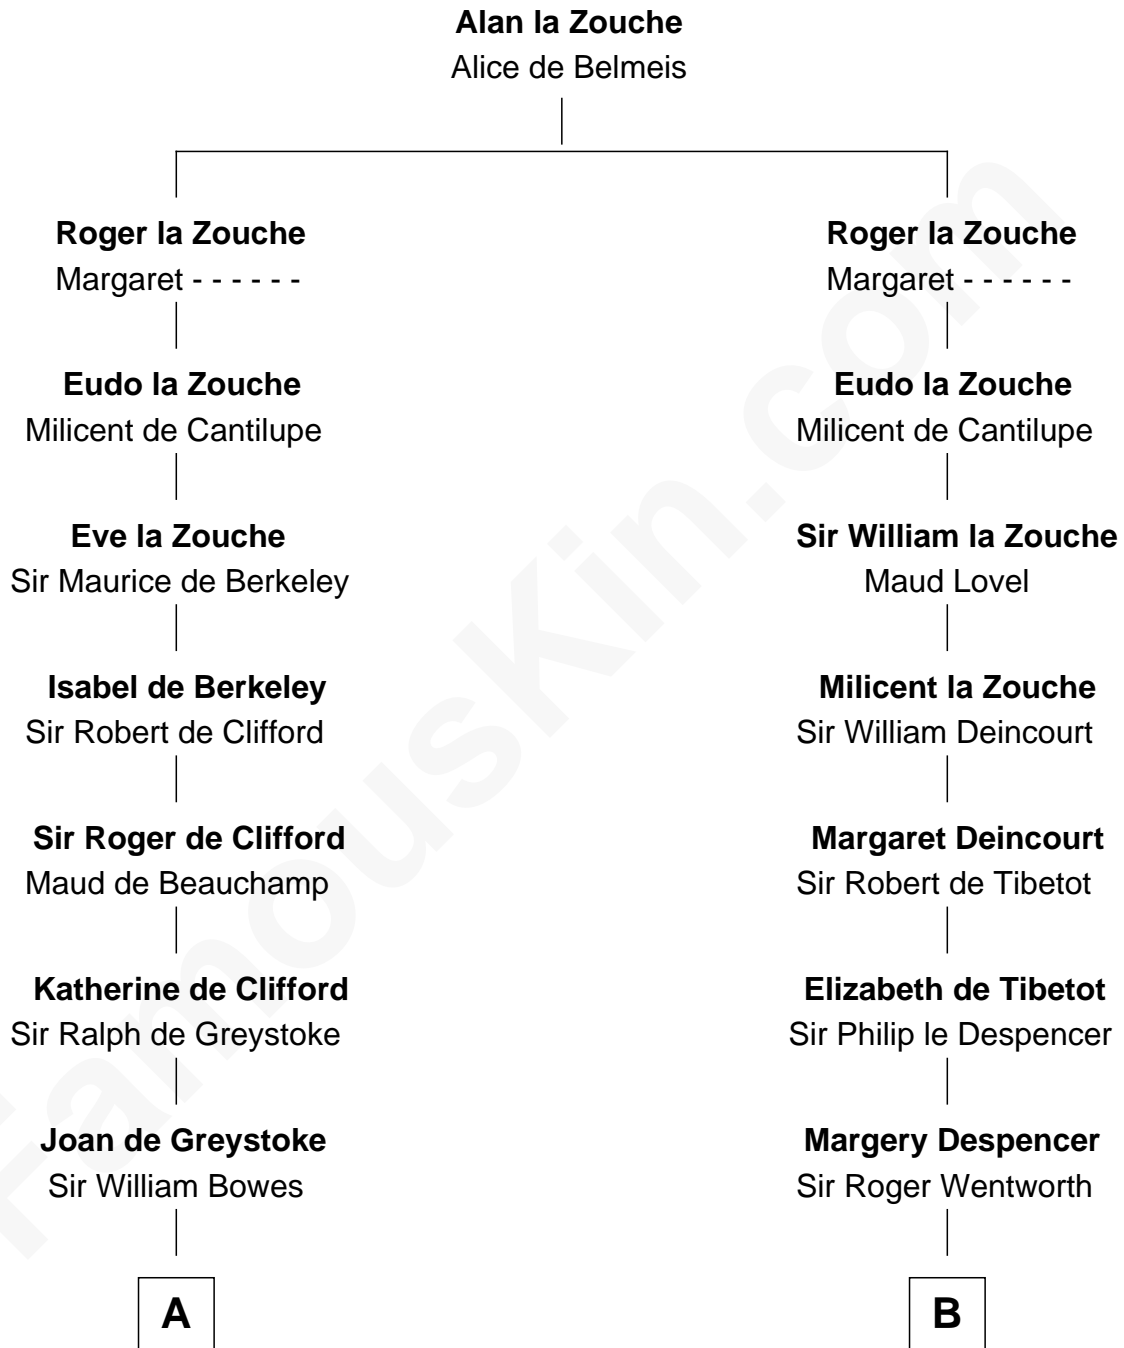 Alan la Zouche
Alice de Belmeis
Roger la Zouche
Margaret - - - - - -
Roger la Zouche
Margaret - - - - - -
Eudo la Zouche
Milicent de Cantilupe
Eudo la Zouche
Milicent de Cantilupe
Eve la Zouche
Sir Maurice de Berkeley
Sir William la Zouche
Maud Lovel
Isabel de Berkeley
Sir Robert de Clifford
Milicent la Zouche
Sir William Deincourt
Sir Roger de Clifford
Maud de Beauchamp
Margaret Deincourt
Sir Robert de Tibetot
Katherine de Clifford
Sir Ralph de Greystoke
Elizabeth de Tibetot
Sir Philip le Despencer
Joan de Greystoke
Sir William Bowes
Margery Despencer
Sir Roger Wentworth
A
B
FamousKin.com